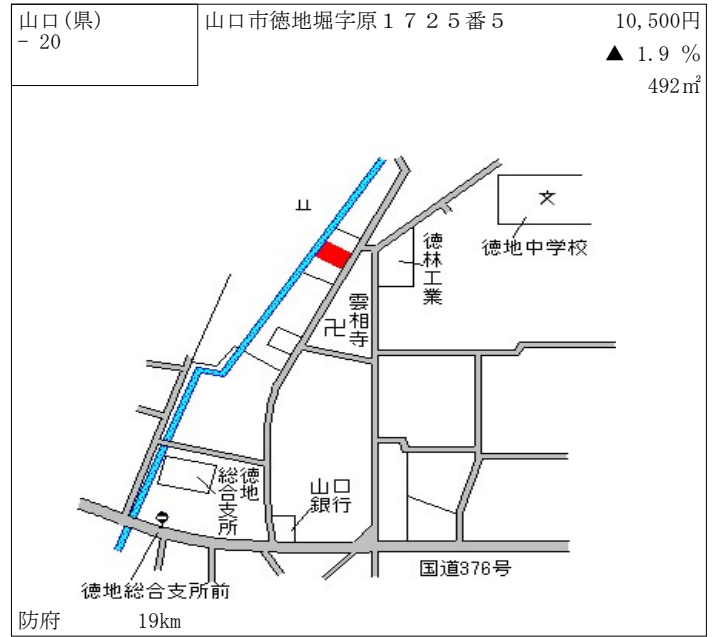 山口(県)
- 20
山口市徳地堀字原１７２５番５
10,500円
▲ 1.9 %
492㎡
文
徳地中学校
徳林工業
雲相寺
卍
徳地
総合支所
山口
銀行
国道376号
徳地総合支所前
防府 19km